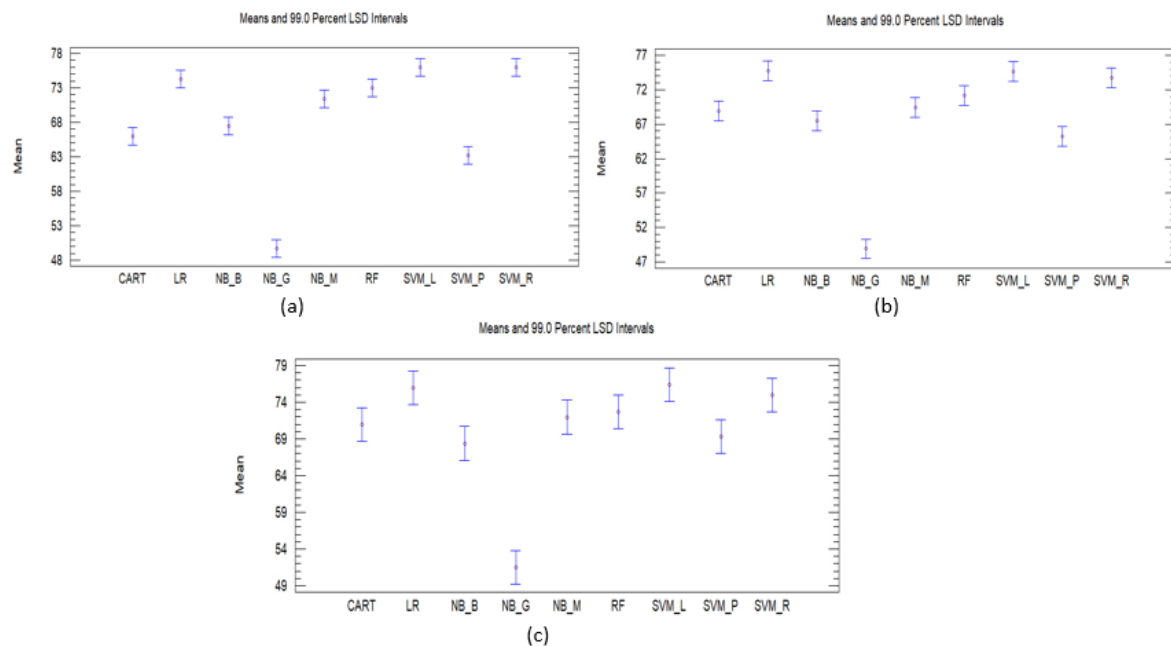 Means and 99.0 Percent LSD Intervals
Mean
78
73
68
63
58
53
48
CART LR NB_B NB_G NB_M RF SVM_L SVM_P SVM_R
(a)
Means and 99.0 Percent LSD Intervals
Mean
77
72
67
62
57
52
47
CART LR NB_B NB_G NB_M RF SVM_L SVM_P SVM_R
(b)
Means and 99.0 Percent LSD Intervals
Mean
79
74
69
64
59
54
49
CART LR NB_B NB_G NB_M RF SVM_L SVM_P SVM_R
(c)